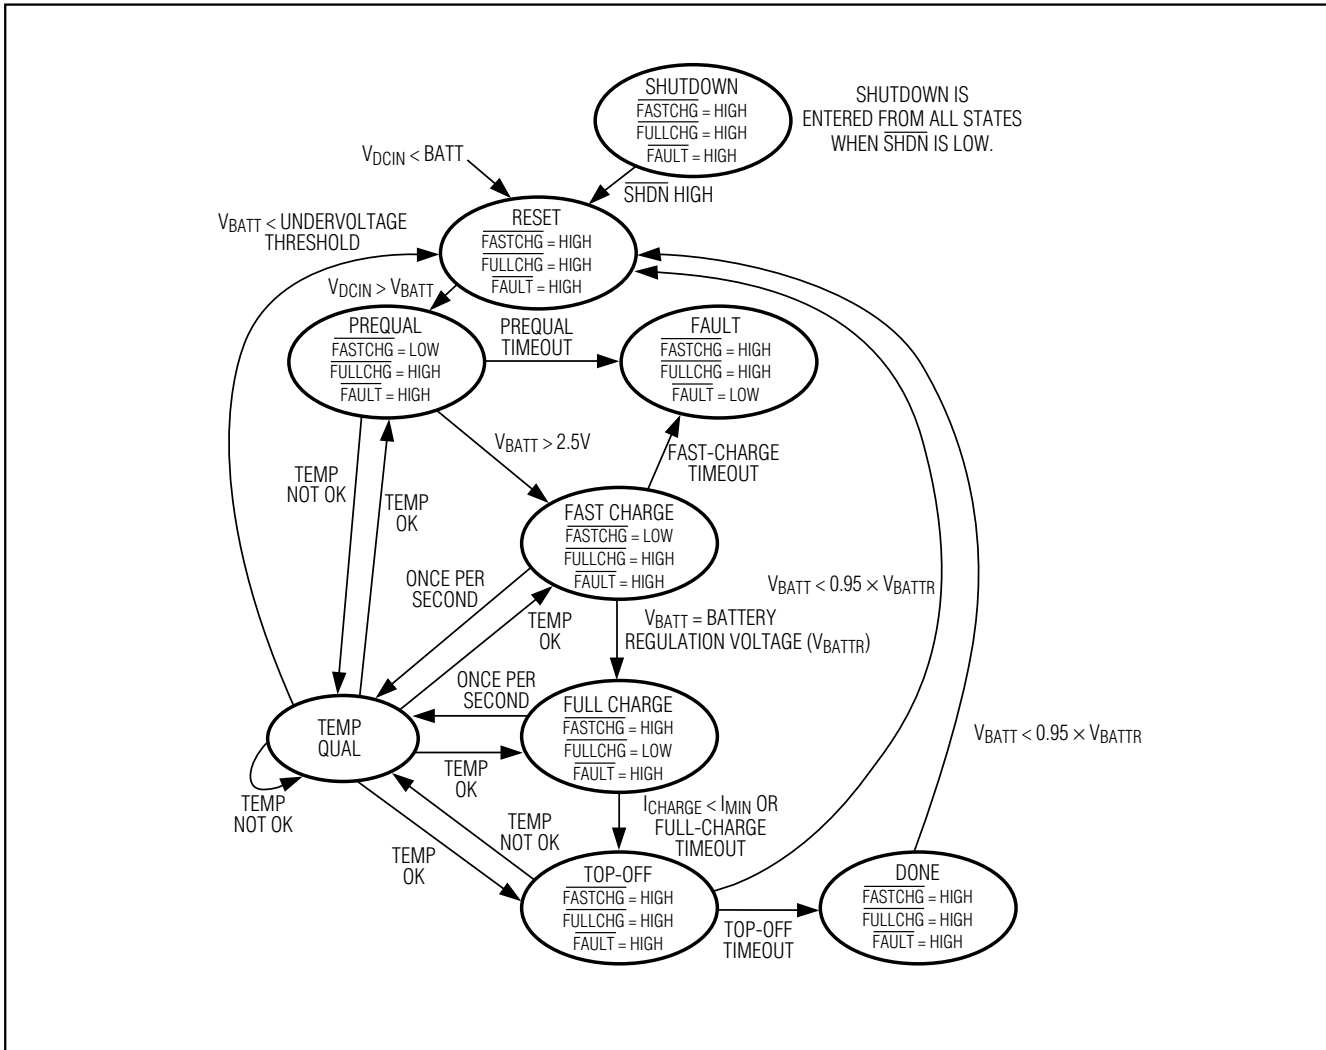 SHUTDOWN
FASTCHG = HIGH
FULLCHG = HIGH
FAULT = HIGH
SHUTDOWN IS
ENTERED FROM ALL STATES
WHEN SHDN IS LOW.
VDCIN < BATT
SHDN HIGH
RESET
FASTCHG = HIGH
FULLCHG = HIGH
FAULT = HIGH
VBATT < UNDERVOLTAGE
THRESHOLD
VDCIN > VBATT
PREQUAL
FASTCHG = LOW
FULLCHG = HIGH
FAULT = HIGH
PREQUAL
TIMEOUT
FAULT
FASTCHG = HIGH
FULLCHG = HIGH
FAULT = LOW
VBATT > 2.5V
FAST-CHARGE
TIMEOUT
TEMP
NOT OK
TEMP
OK
FAST CHARGE
FASTCHG = LOW
FULLCHG = HIGH
FAULT = HIGH
ONCE PER
SECOND
TEMP
OK
VBATT = BATTERY
REGULATION VOLTAGE (VBATTR)
VBATT < 0.95 × VBATTR
ONCE PER
SECOND
FULL CHARGE
FASTCHG = HIGH
FULLCHG = LOW
FAULT = HIGH
TEMP
QUAL
TEMP
OK
VBATT < 0.95 × VBATTR
TEMP
NOT OK
TEMP
NOT OK
ICHARGE < IMIN OR
FULL-CHARGE
TIMEOUT
TEMP
OK
TOP-OFF
FASTCHG = HIGH
FULLCHG = HIGH
FAULT = HIGH
TOP-OFF
TIMEOUT
DONE
FASTCHG = HIGH
FULLCHG = HIGH
FAULT = HIGH